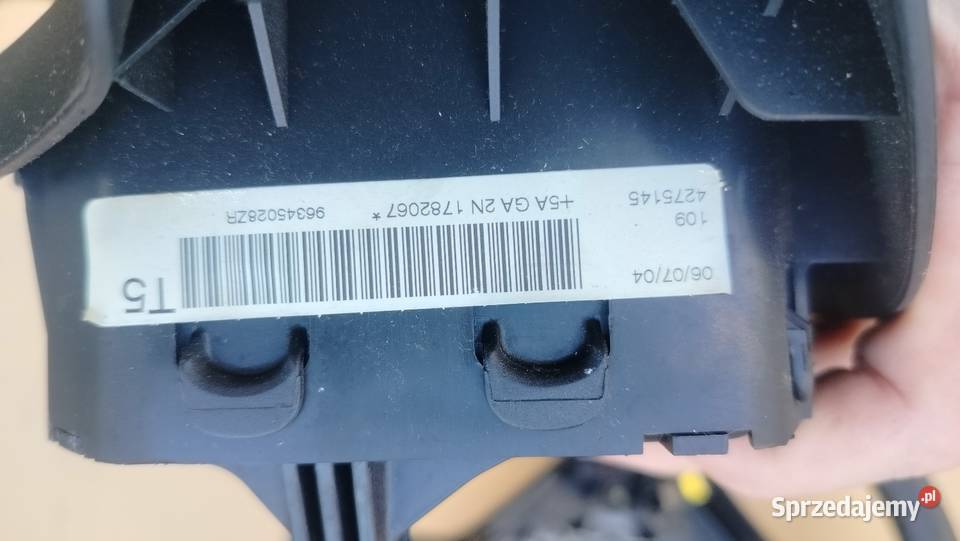 06/07/04
109
4275145
T5
+5A GA 2N 1782067*
96345028ZR
Sprzedajemy.pl